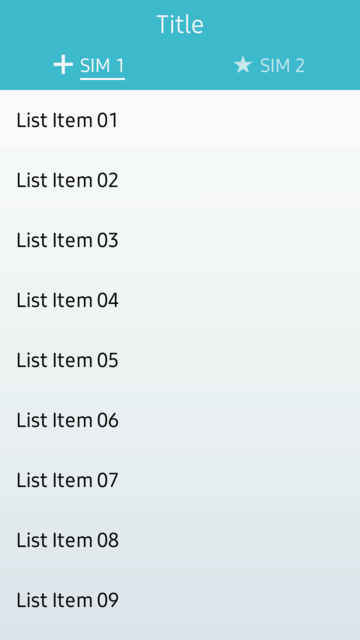 Title
SIM 1
SIM 2
List Item 01
List Item 02
List Item 03
List Item 04
List Item 05
List Item 06
List Item 07
List Item 08
List Item 09